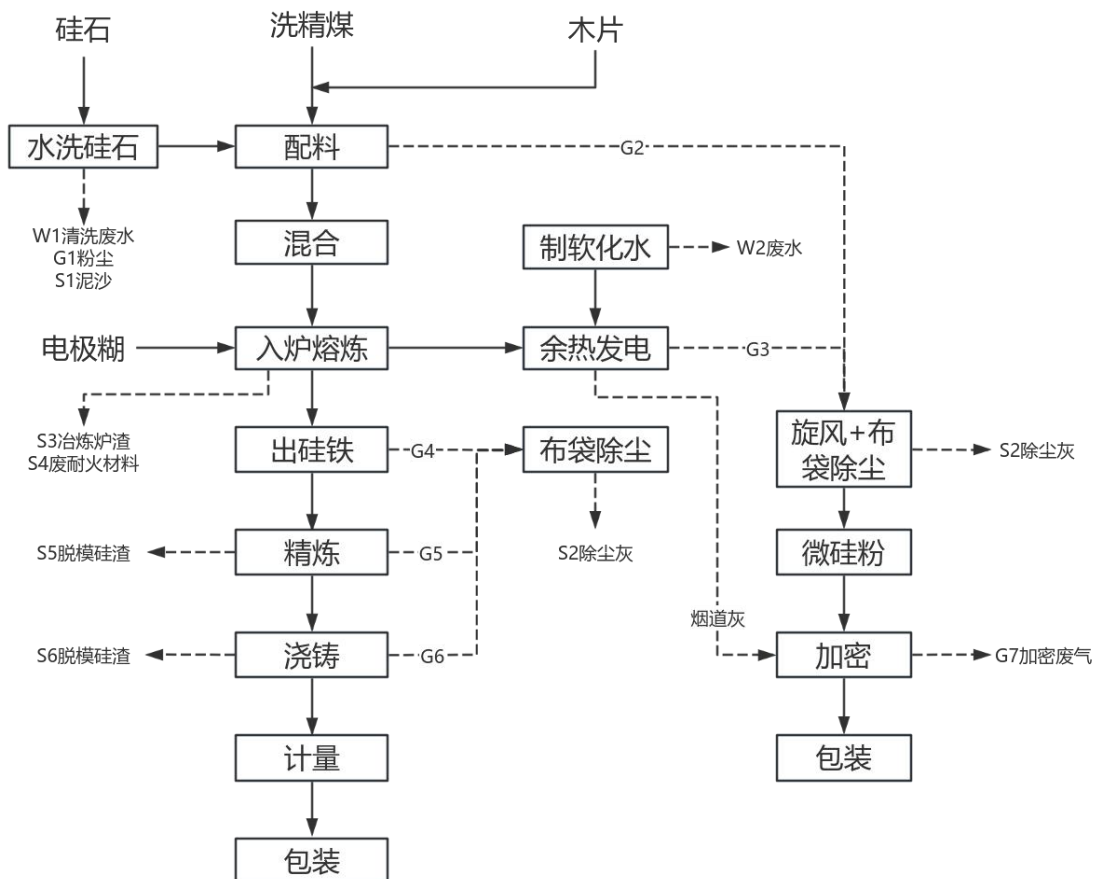 硅石
洗精煤
木片
水洗硅石
配料
G2
W1清洗废水
G1粉尘
S1泥沙
混合
制软化水
W2废水
电极糊
入炉熔炼
余热发电
G3
S3冶炼炉渣
S4废耐火材料
出硅铁
G4
布袋除尘
旋风+布
袋除尘
S2除尘灰
S5脱模硅渣
精炼
G5
S2除尘灰
微硅粉
烟道灰
S6脱模硅渣
浇铸
G6
加密
G7加密废气
计量
包装
包装